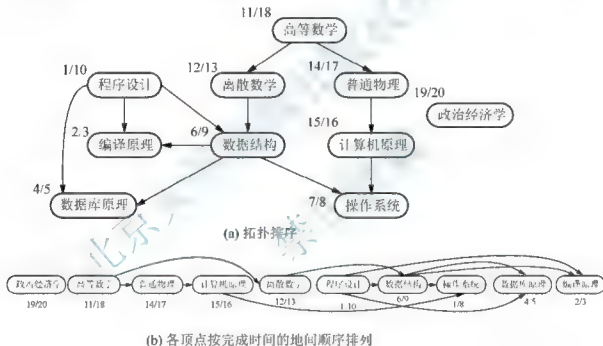 11/18
高等数学
12/13
14/17
1/10
程序设计
离散数学
普通物理
19/20
政治经济学
15/16
2/3
编译原理
6/9
数据结构
计算机原理
4/5
数据库原理
7/8
操作系统
(a) 拓扑排序
政治经济学 高等数学 普通物理 计算机原理 离散数学 程序设计 数据结构 操作系统 数据库原理 编译原理
19/20 11/18 14/17 15/16 12/13 1 10 6/9 1/8 4 5 2/3
(b) 各顶点按完成时间的地间顺序排列